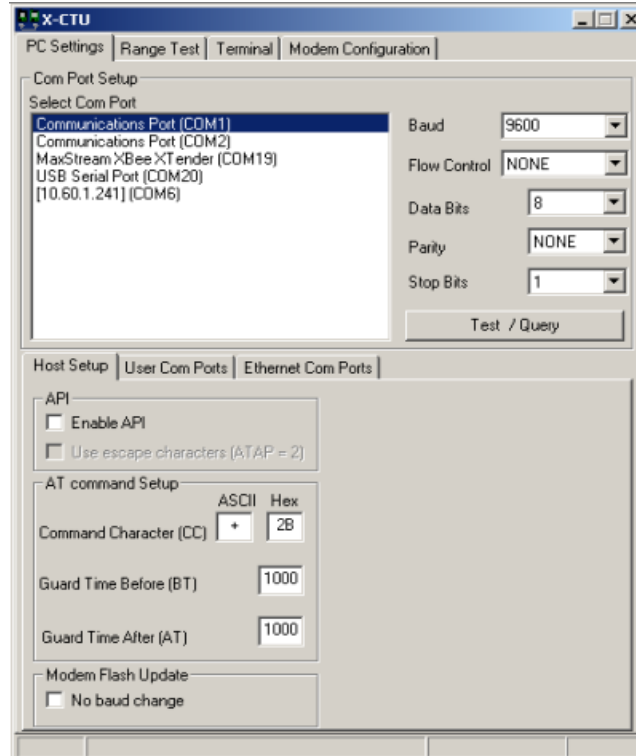 X-CTU
PC Settings Range Test Terminal Modem Configuration
Com Port Setup
Select Com Port
Communications Port (COM1)
Communications Port (COM2)
MaxStream XBee XTender (COM19)
USB Serial Port (COM20)
[10.60.1.241] (COM6)
Baud 9600
Flow Control NONE
Data Bits 8
Parity NONE
Stop Bits 1
Test / Query
Host Setup User Com Ports Ethernet Com Ports
API
Enable API
Use escape characters (ATAP = 2)
AT command Setup
ASCII Hex
Command Character (CC) + 2B
Guard Time Before (BT) 1000
Guard Time After (AT) 1000
Modem Flash Update
No baud change